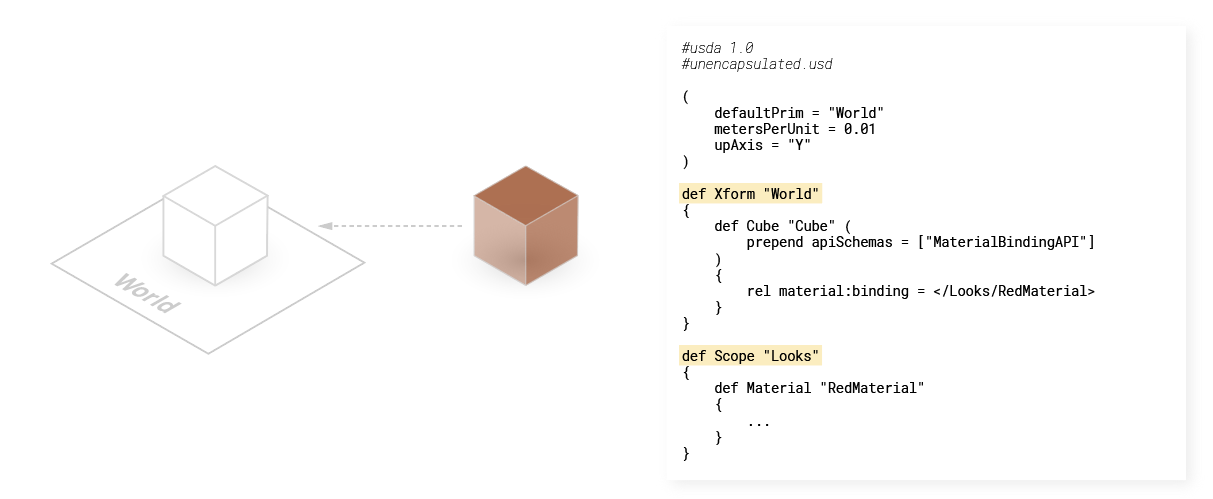 World
#usda 1.0
#unencapsulated.usd
(
    defaultPrim = "World"
    metersPerUnit = 0.01
    upAxis = "Y"
)
def Xform "World"
{
    def Cube "Cube" (
        prepend apiSchemas = ["MaterialBindingAPI"]
    )
    {
        rel material:binding = </Looks/RedMaterial>
    }
}
def Scope "Looks"
{
    def Material "RedMaterial"
    {
        ...
    }
}